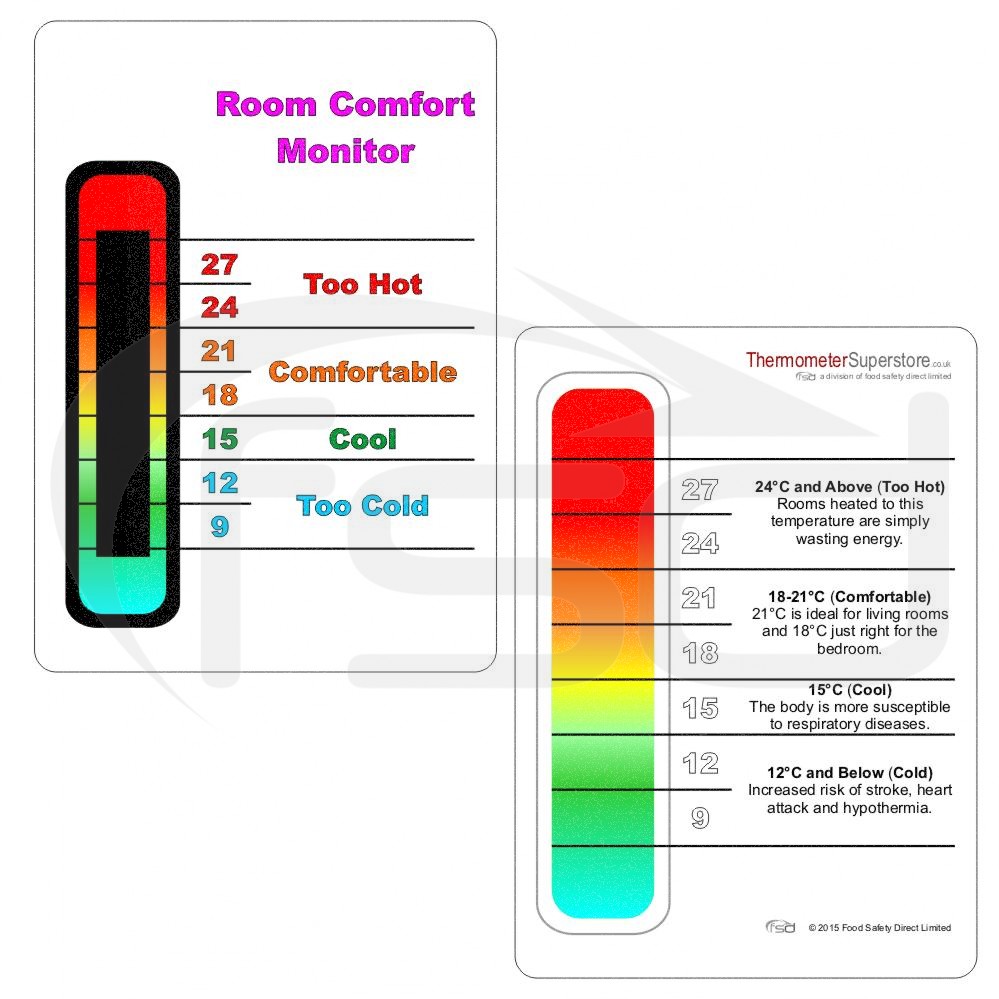 Room Comfort
Monitor
27
Too Hot
24
21
Comfortable
18
15
Cool
12
Too Cold
9
ThermometerSuperstore.co.uk
fsd a division of food safety direct limited
27
24°C and Above (Too Hot)
Rooms heated to this
temperature are simply
wasting energy.
24
21
18-21°C (Comfortable)
21°C is ideal for living rooms
and 18°C just right for the
bedroom.
18
15
15°C (Cool)
The body is more susceptible
to respiratory diseases.
12
12°C and Below (Cold)
Increased risk of stroke, heart
attack and hypothermia.
9
fsd © 2015 Food Safety Direct Limited
fsd